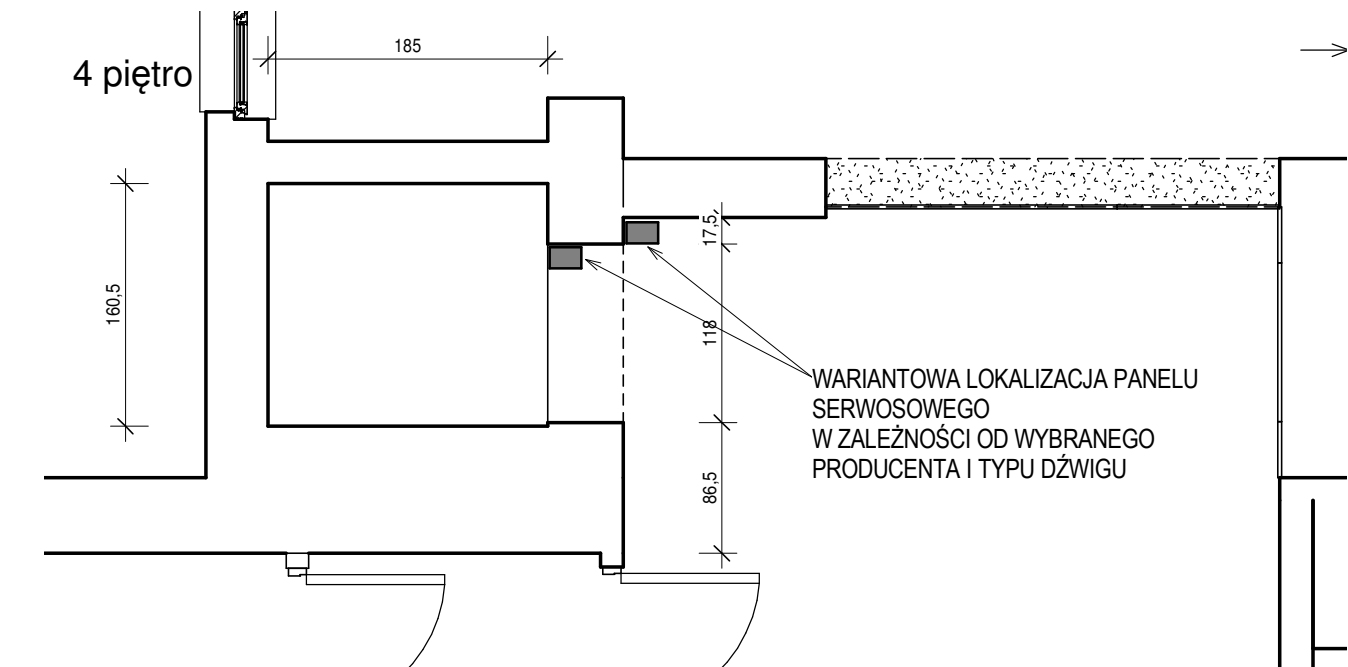 185
4 piętro
17,5
160,5
118
WARIANTOWA LOKALIZACJA PANELU
SERWOSOWEGO
W ZALEŻNOŚCI OD WYBRANEGO
PRODUCENTA I TYPU DŹWIGU
86,5